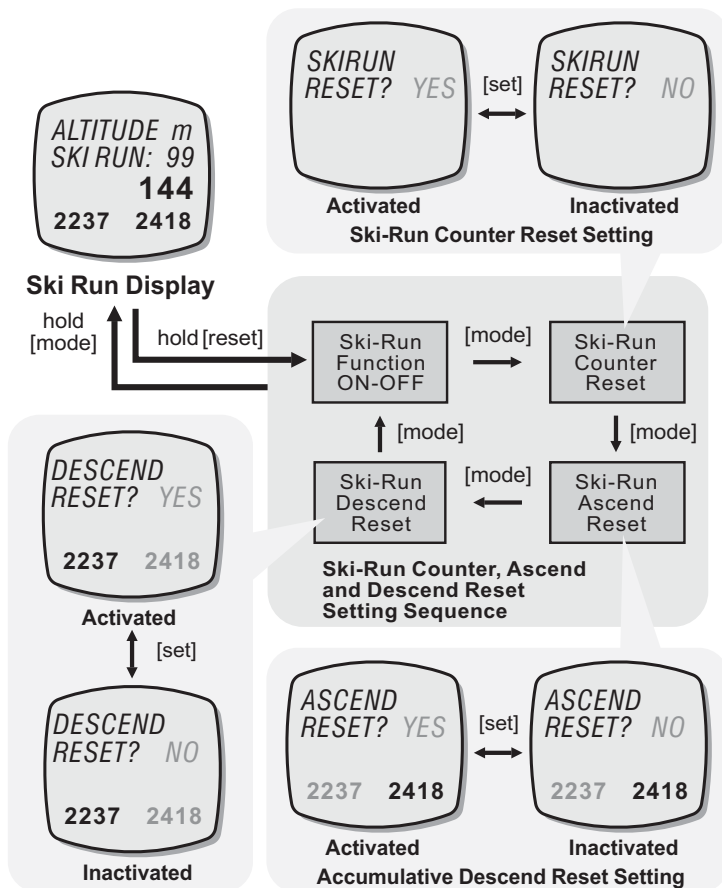 SKIRUN
RESET? YES
[set]
SKIRUN
RESET? NO
Activated
Inactivated
Ski-Run Counter Reset Setting
ALTITUDE m
SKI RUN: 99
144
2237 2418
Ski Run Display
hold
[mode]
hold [reset]
Ski-Run
Function
ON-OFF
[mode]
Ski-Run
Counter
Reset
[mode]
[mode]
Ski-Run
Descend
Reset
[mode]
Ski-Run
Ascend
Reset
Ski-Run Counter, Ascend
and Descend Reset
Setting Sequence
DESCEND
RESET? YES
2237 2418
Activated
[set]
DESCEND
RESET? NO
2237 2418
Inactivated
ASCEND
RESET? YES
2237 2418
[set]
ASCEND
RESET? NO
2237 2418
Activated
Inactivated
Accumulative Descend Reset Setting